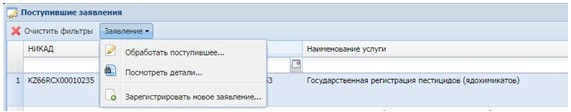 Поступившие заявления
Очистить фильтры Заявление
НИКАД Наименование услуги
Обработать поступившее...
Посмотреть детали...
1 KZ66RCX00010235 53 Государственная регистрация пестицидов (ядохимикатов)
Зарегистрировать новое заявление...